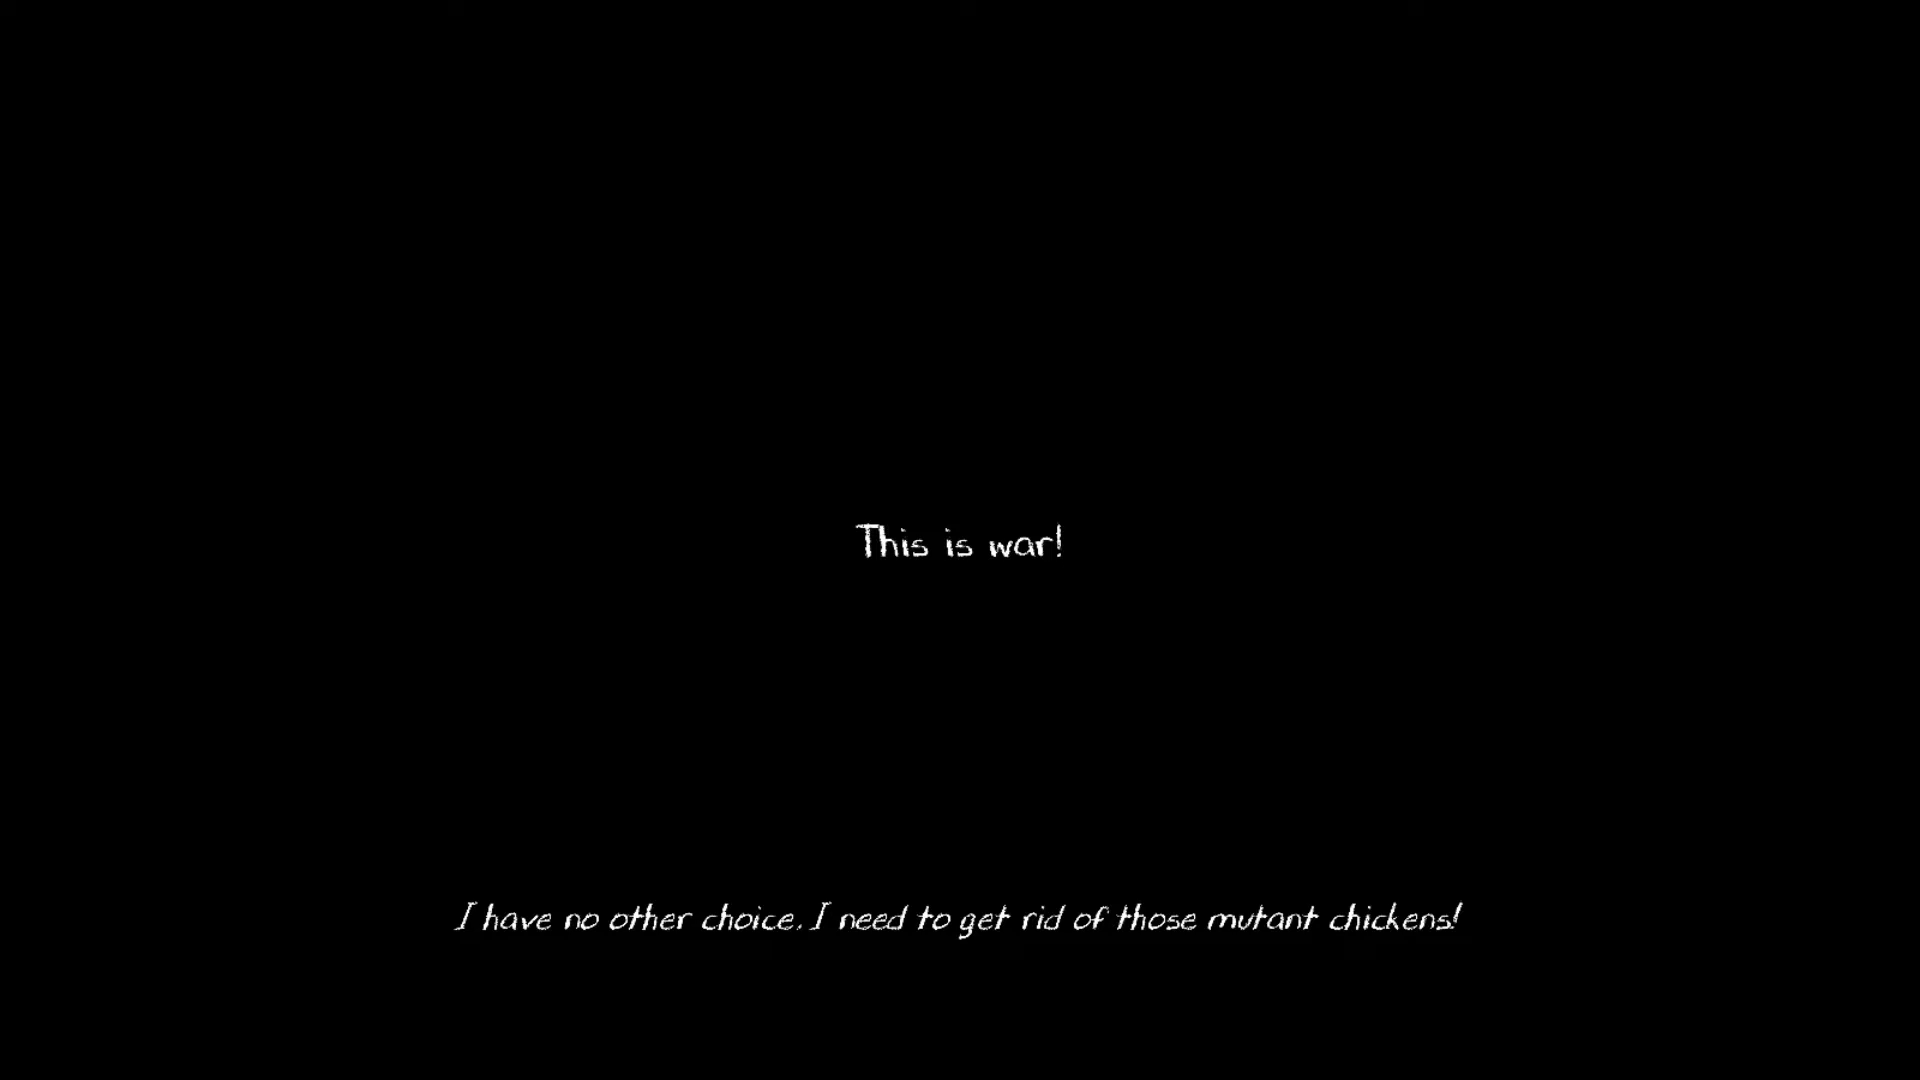 This is war!
I have no other choice. I need to get rid of those mutant chickens!